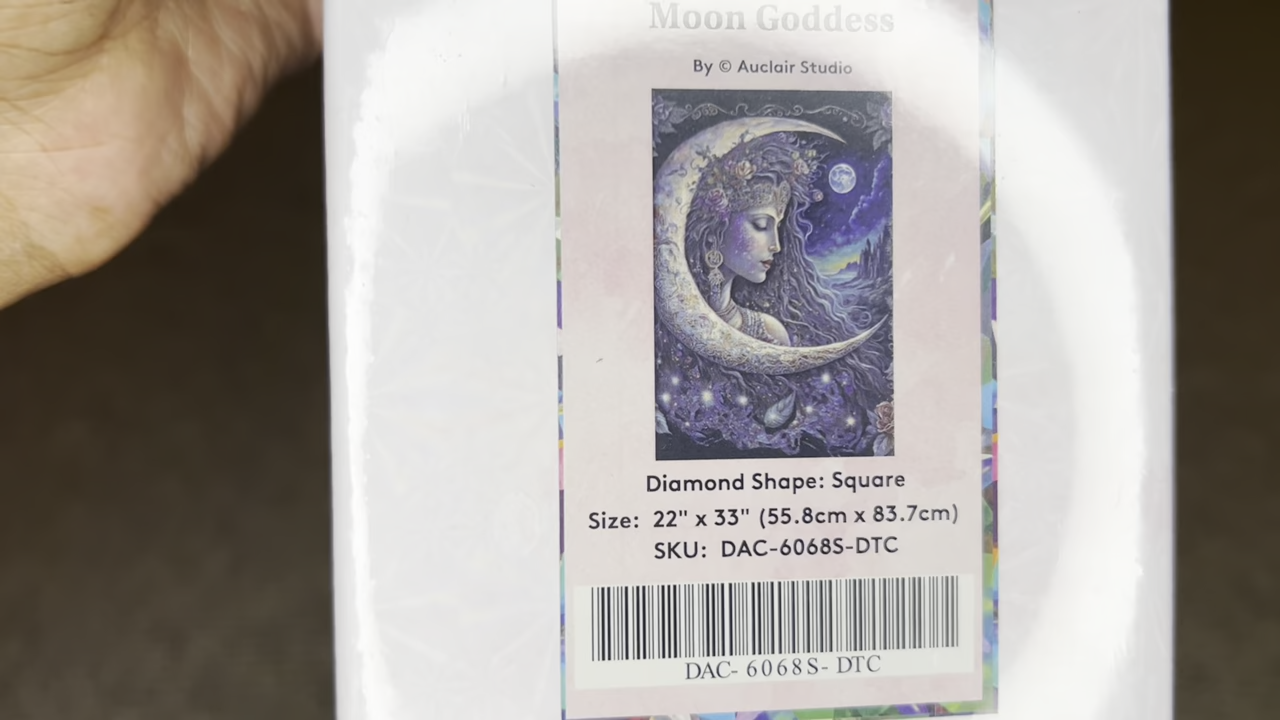 Moon Goddess
By © Auclair Studio
Diamond Shape: Square
Size: 22" x 33" (55.8cm x 83.7cm)
SKU: DAC-6068S-DTC
DAC- 6068S- DTC